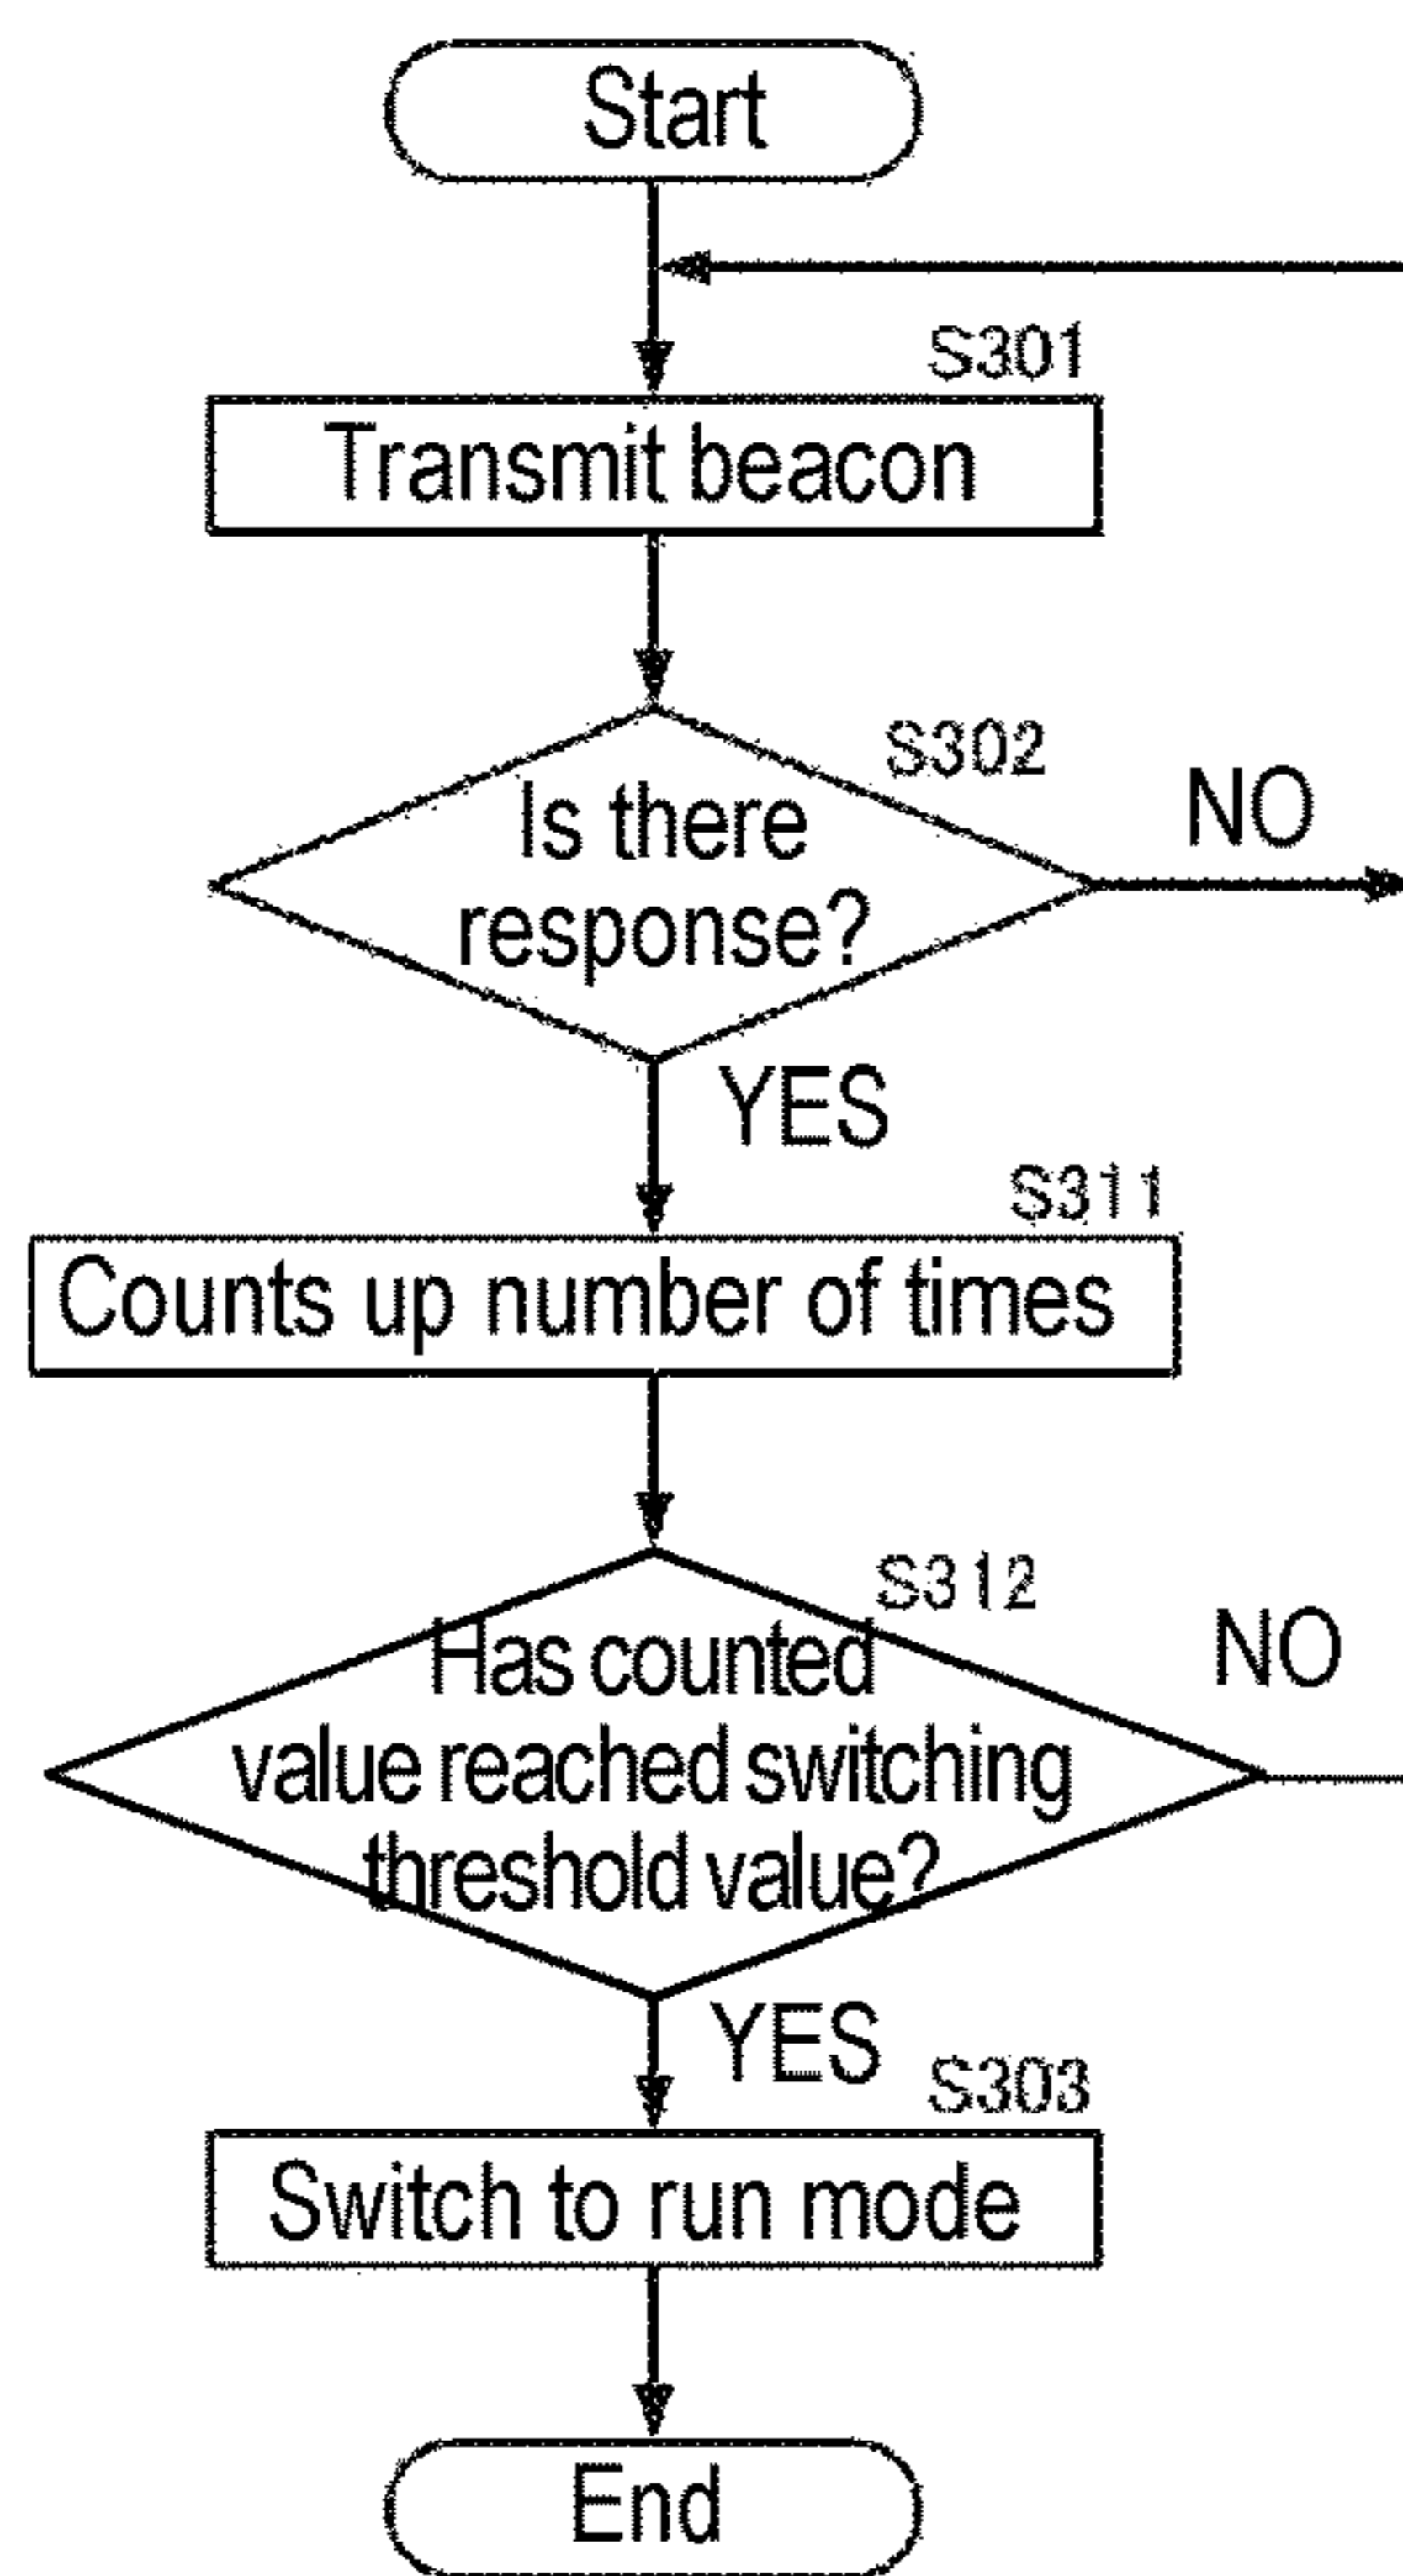 Start
S301
Transmit beacon
S302
Is there
response?
NO
YES
S311
Counts up number of times
S312
Has counted
value reached switching
threshold value?
NO
YES
S303
Switch to run mode
End